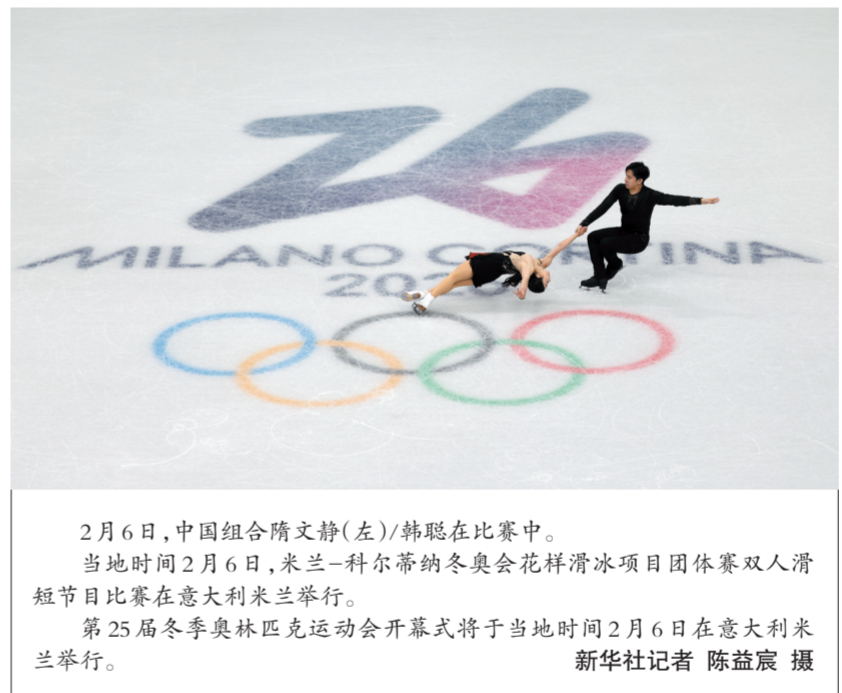 26
MILANO CORTINA
2026
2月6日,中国组合隋文静(左)/韩聪在比赛中。
当地时间2月6日,米兰–科尔蒂纳冬奥会花样滑冰项目团体赛双人滑
短节目比赛在意大利米兰举行。
第25届冬季奥林匹克运动会开幕式将于当地时间2月6日在意大利米
兰举行。
新华社记者 陈益宸 摄